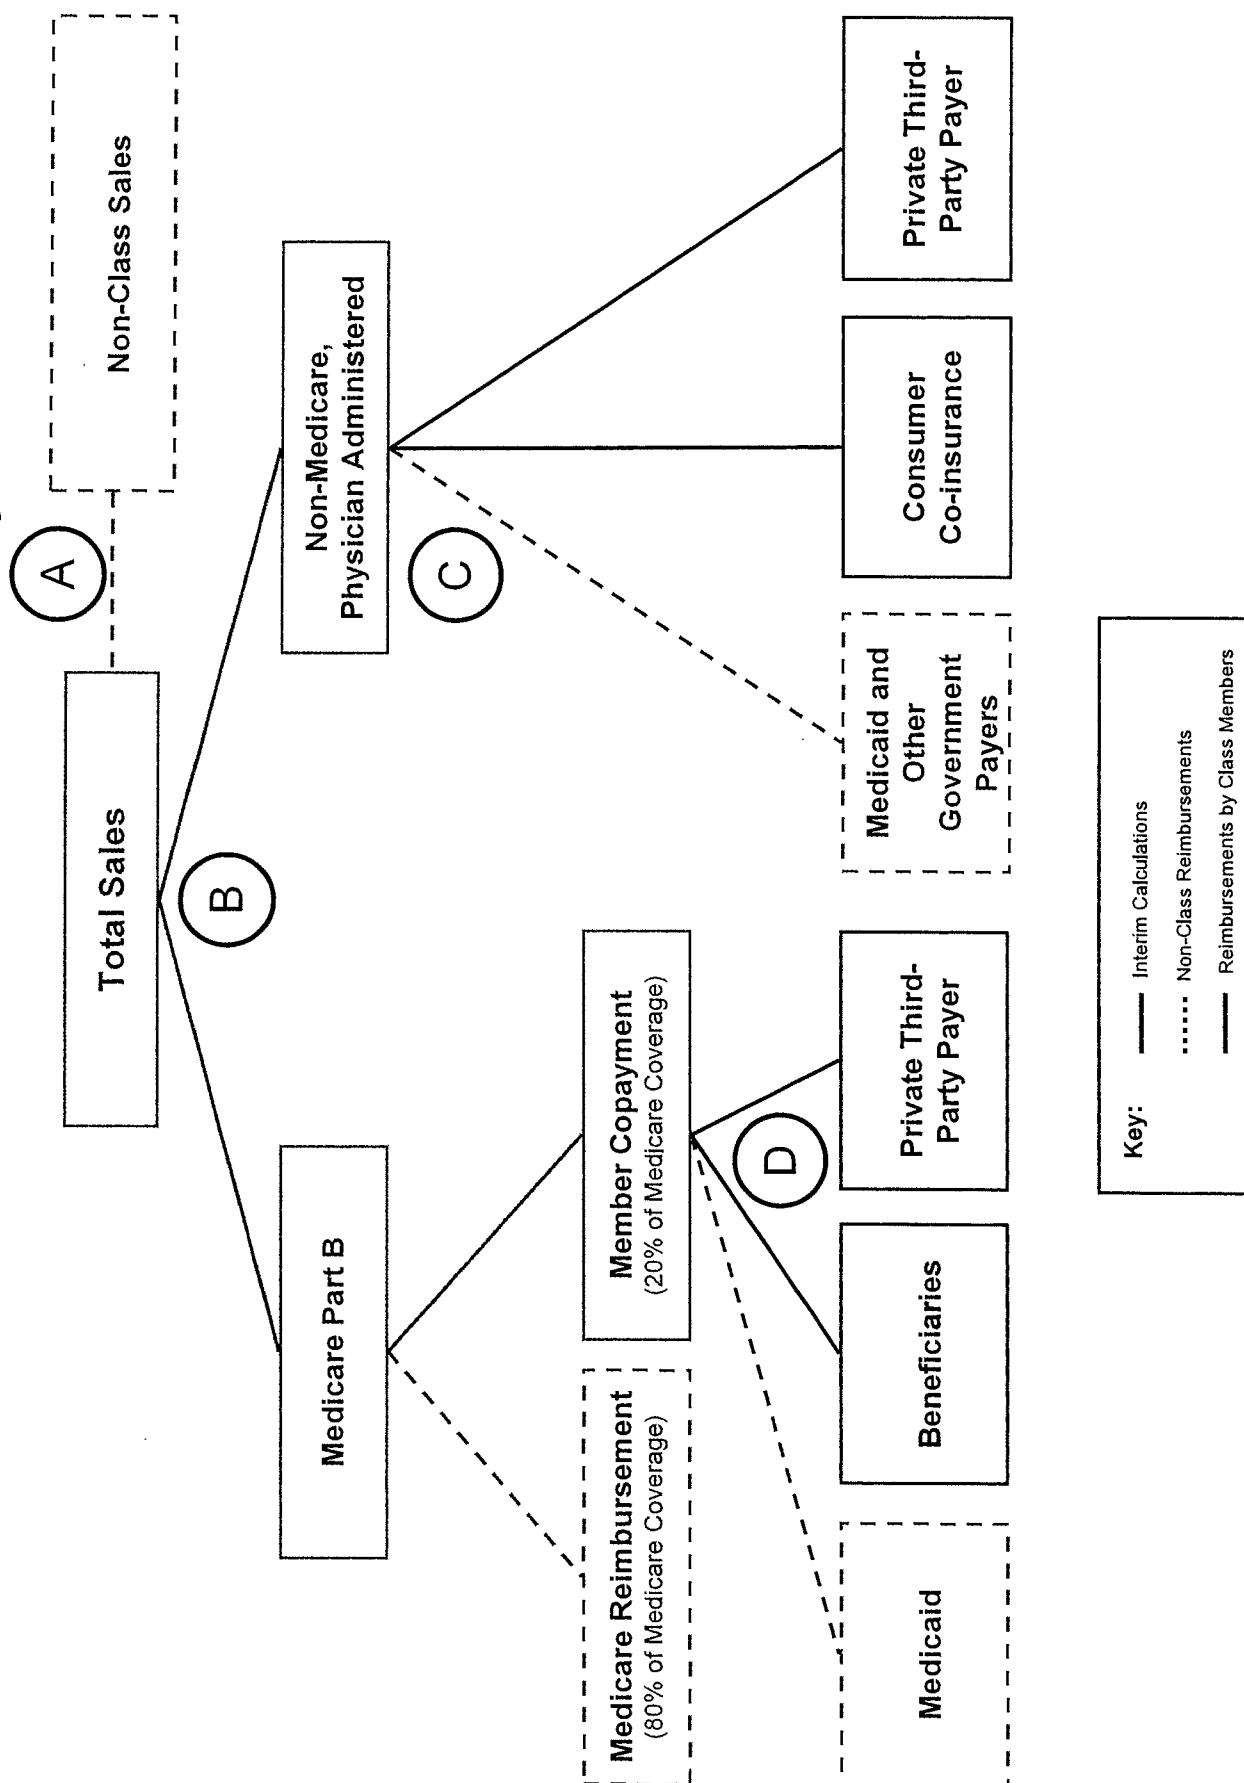 A
Total Sales
Non-Class Sales
B
Medicare Part B
Non-Medicare,
Physician Administered
C
Medicare Reimbursement
(80% of Medicare Coverage)
Member Copayment
(20% of Medicare Coverage)
D
Medicaid
Beneficiaries
Private Third-
Party Payer
Medicaid and
Other
Government
Payers
Consumer
Co-insurance
Private Third-
Party Payer
Key:
Interim Calculations
Non-Class Reimbursements
Reimbursements by Class Members